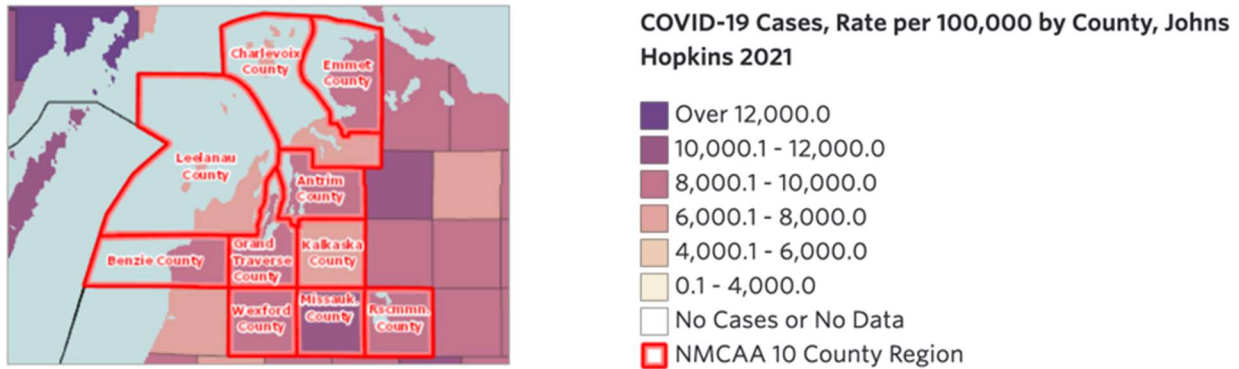 Charlevoix
County
Emmet
County
Leelanau
County
Antrim
County
Benzie County
Grand
Traverse
County
Kalkaska
County
Wexford
County
Missauk.
County
Rscmmn.
County
COVID-19 Cases, Rate per 100,000 by County, Johns
Hopkins 2021
Over 12,000.0
10,000.1 - 12,000.0
8,000.1 - 10,000.0
6,000.1 - 8,000.0
4,000.1 - 6,000.0
0.1 - 4,000.0
No Cases or No Data
NMCAA 10 County Region